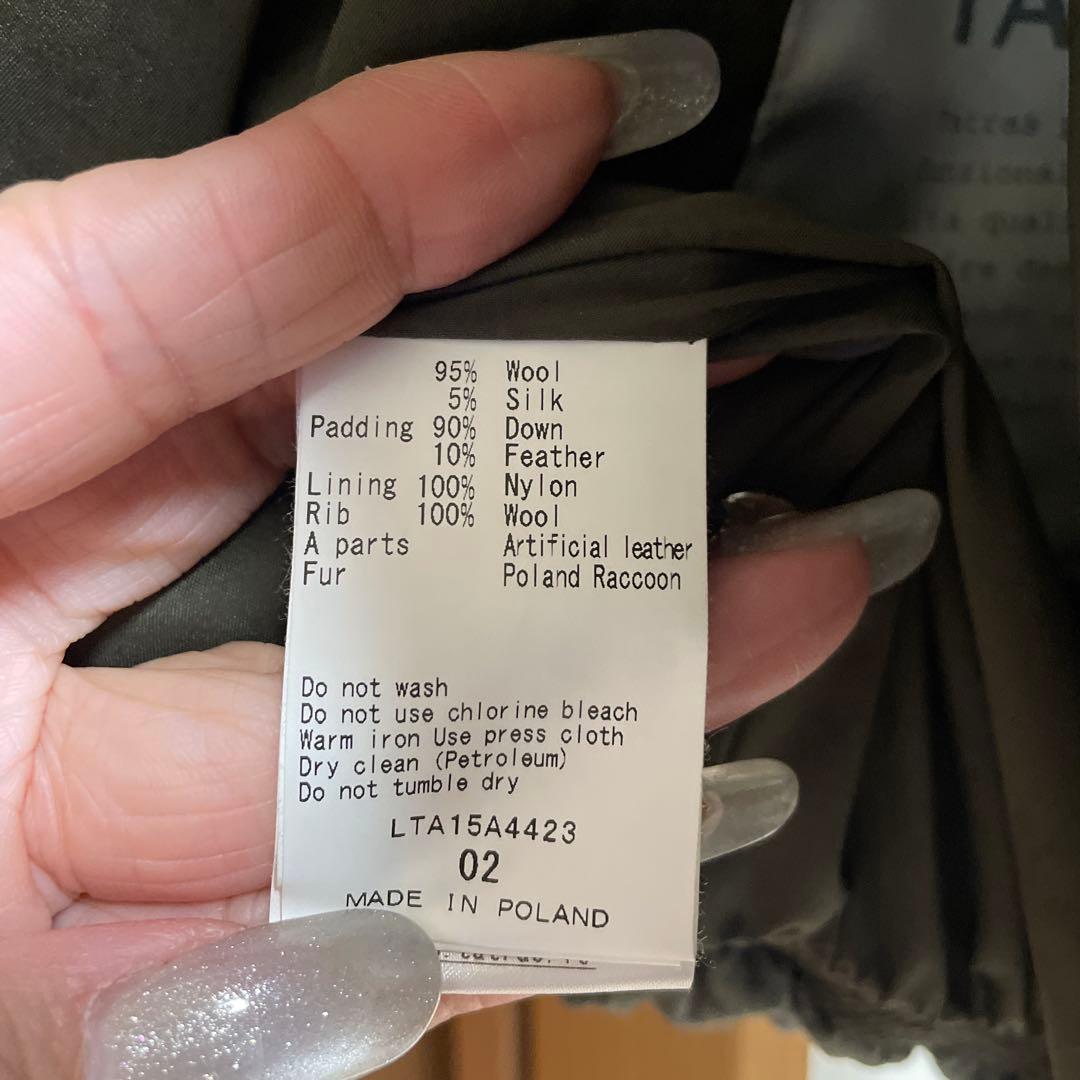 TA
95% Wool
5% Silk
Padding 90% Down
10% Feather
Lining 100% Nylon
Rib 100% Wool
A parts Artificial leather
Fur Poland Raccoon
Do not wash
Do not use chlorine bleach
Warm iron Use press cloth
Dry clean (Petroleum)
Do not tumble dry
LTA15A4423
02
MADE IN POLAND